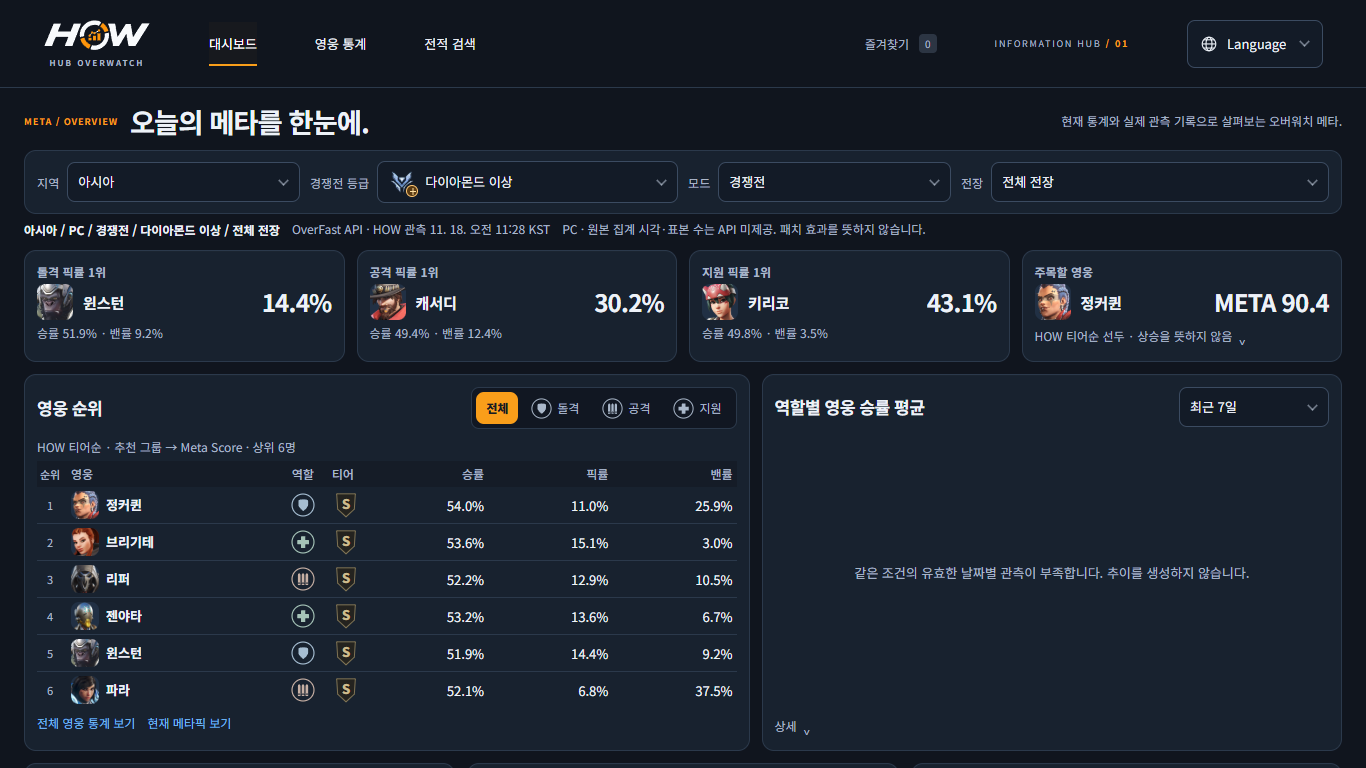 HOW
HUB OVERWATCH
대시보드
영웅 통계
전적 검색
즐겨찾기 0
INFORMATION HUB / 01
Language
META / OVERVIEW
오늘의 메타를 한눈에.
현재 통계와 실제 관측 기록으로 살펴보는 오버워치 메타.
지역 아시아
경쟁전 등급 다이아몬드 이상
모드 경쟁전
전장 전체 전장
아시아 / PC / 경쟁전 / 다이아몬드 이상 / 전체 전장 OverFast API · HOW 관측 11. 18. 오전 11:28 KST PC · 원본 집계 시각·표본 수는 API 미제공. 패치 효과를 뜻하지 않습니다.
돌격 픽률 1위
윈스턴 14.4%
승률 51.9% · 밴률 9.2%
공격 픽률 1위
캐서디 30.2%
승률 49.4% · 밴률 12.4%
지원 픽률 1위
키리코 43.1%
승률 49.8% · 밴률 3.5%
주목할 영웅
정커퀸 META 90.4
HOW 티어순 선두 · 상승을 뜻하지 않음
영웅 순위
전체 돌격 공격 지원
HOW 티어순 · 추천 그룹 → Meta Score · 상위 6명
순위 영웅 역할 티어 승률 픽률 밴률
1 정커퀸 S 54.0% 11.0% 25.9%
2 브리기테 S 53.6% 15.1% 3.0%
3 리퍼 S 52.2% 12.9% 10.5%
4 젠야타 S 53.2% 13.6% 6.7%
5 윈스턴 S 51.9% 14.4% 9.2%
6 파라 S 52.1% 6.8% 37.5%
전체 영웅 통계 보기 현재 메타픽 보기
역할별 영웅 승률 평균
최근 7일
같은 조건의 유효한 날짜별 관측이 부족합니다. 추이를 생성하지 않습니다.
상세